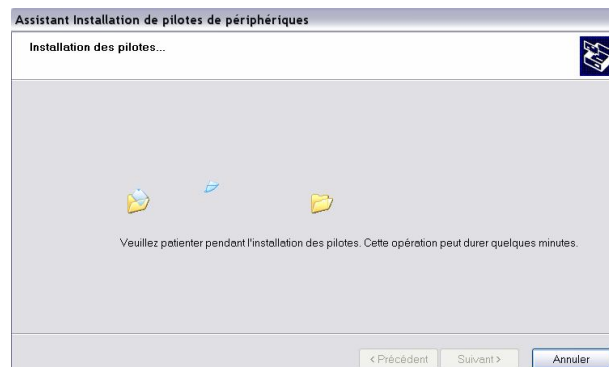 Assistant Installation de pilotes de périphériques
Installation des pilotes...
Veuillez patienter pendant l'installation des pilotes. Cette opération peut durer quelques minutes.
< Précédent
Suivant >
Annuler